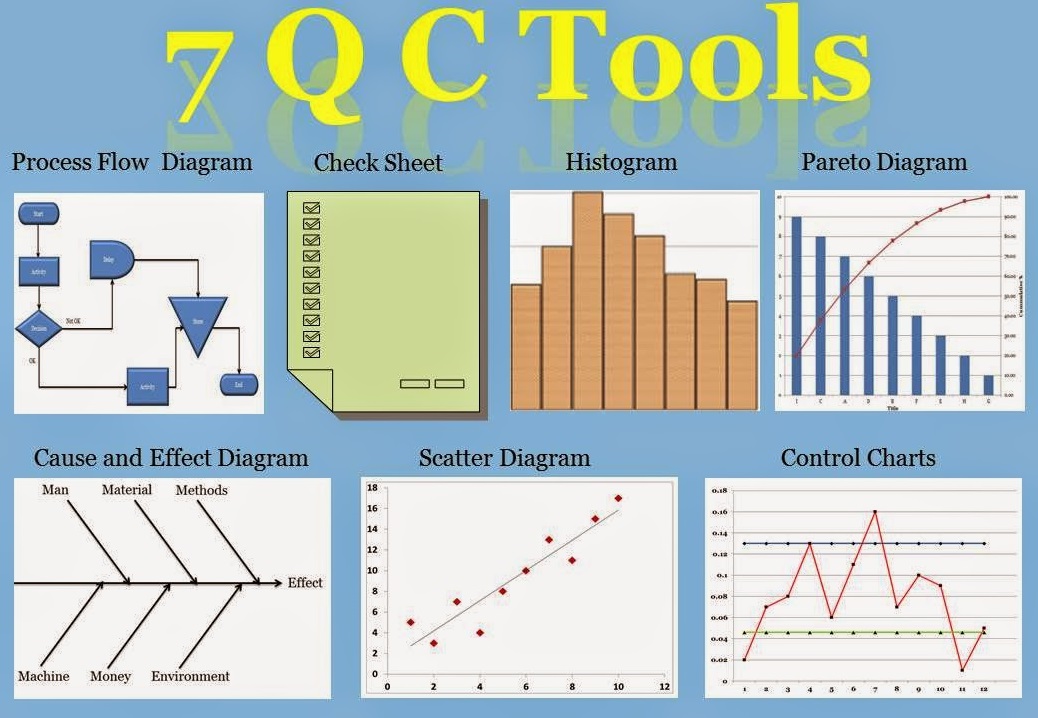 7 Q C Tools
Process Flow Diagram
Check Sheet
Histogram
Pareto Diagram
Start
Activity
Decision
Not OK
OK
Delay
Store
Activity
End
Title
Cummulative %
I C A D B F E H G
Cause and Effect Diagram
Scatter Diagram
Control Charts
Man Material Methods
Effect
Machine Money Environment
18
16
14
12
10
8
6
4
2
0
0 2 4 6 8 10 12
0.18
0.16
0.14
0.12
0.1
0.08
0.06
0.04
0.02
0
1 2 3 4 5 6 7 8 9 10 11 12